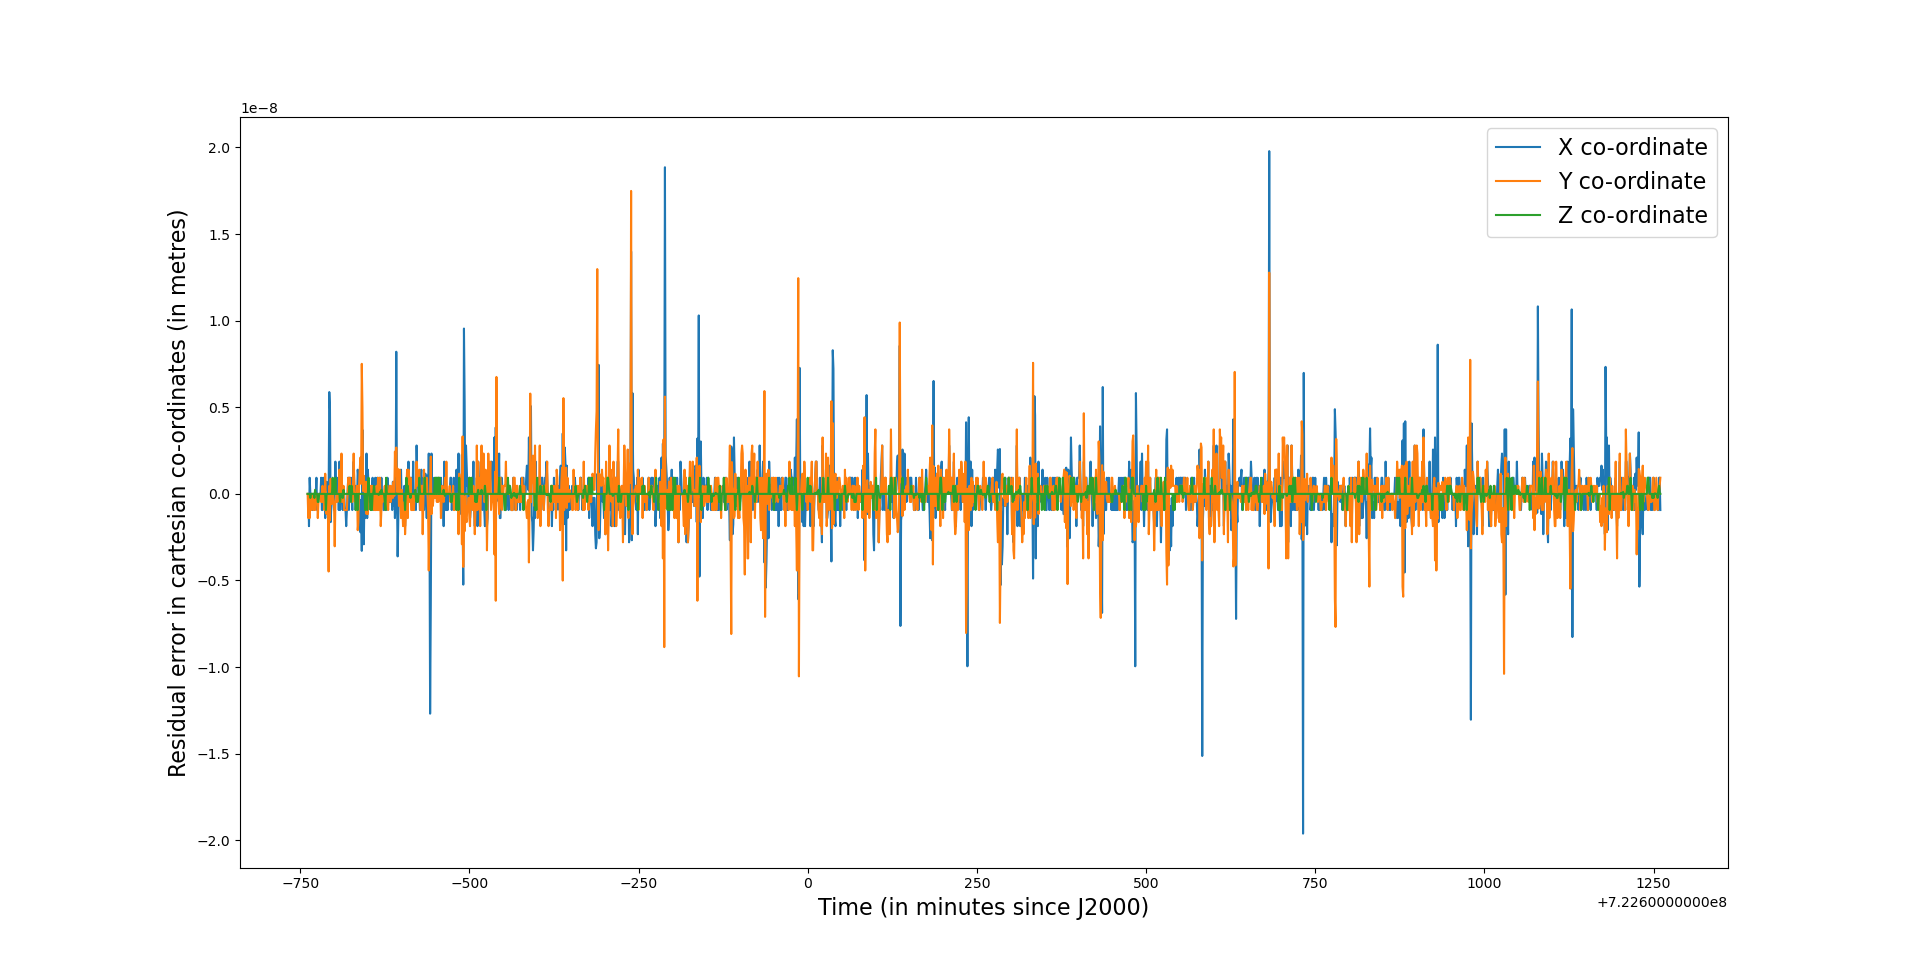 1e−8
2.0
1.5
1.0
0.5
0.0
−0.5
−1.0
−1.5
−2.0
Residual error in cartesian co-ordinates (in metres)
X co-ordinate
Y co-ordinate
Z co-ordinate
−750
−500
−250
0
250
500
750
1000
1250
+7.2260000000e8
Time (in minutes since J2000)